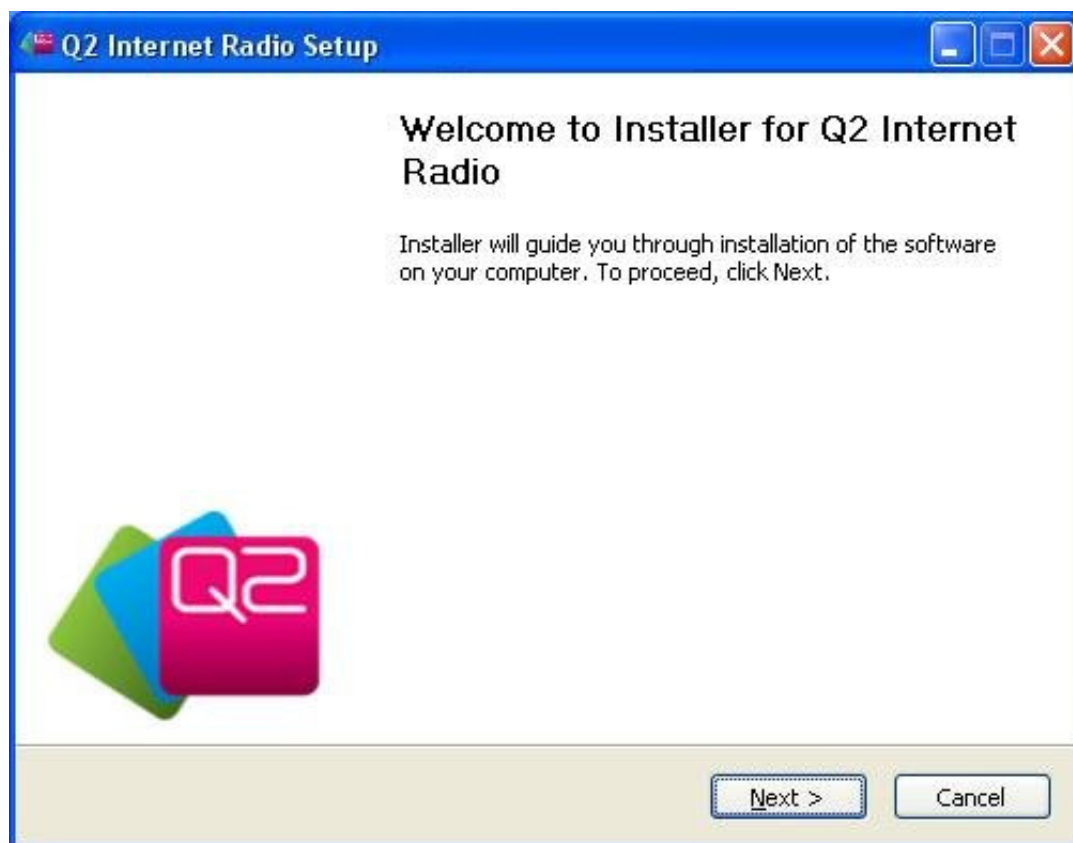 Q2 Internet Radio Setup
Welcome to Installer for Q2 Internet
Radio
Installer will guide you through installation of the software
on your computer. To proceed, click Next.
Q2
Next >
Cancel